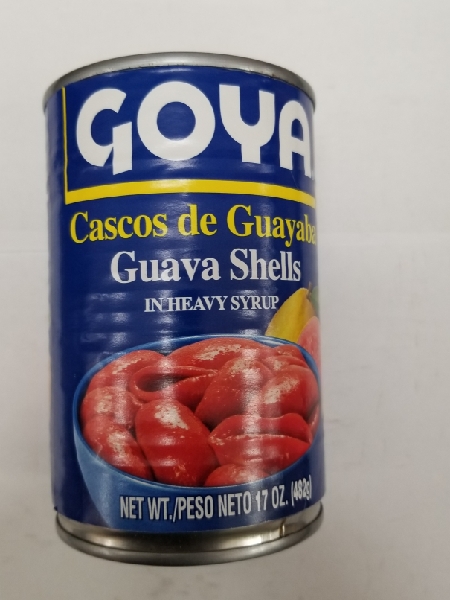 GOYA
Cascos de Guayaba
Guava Shells
IN HEAVY SYRUP
NET WT./PESO NETO 17 OZ. (482g)